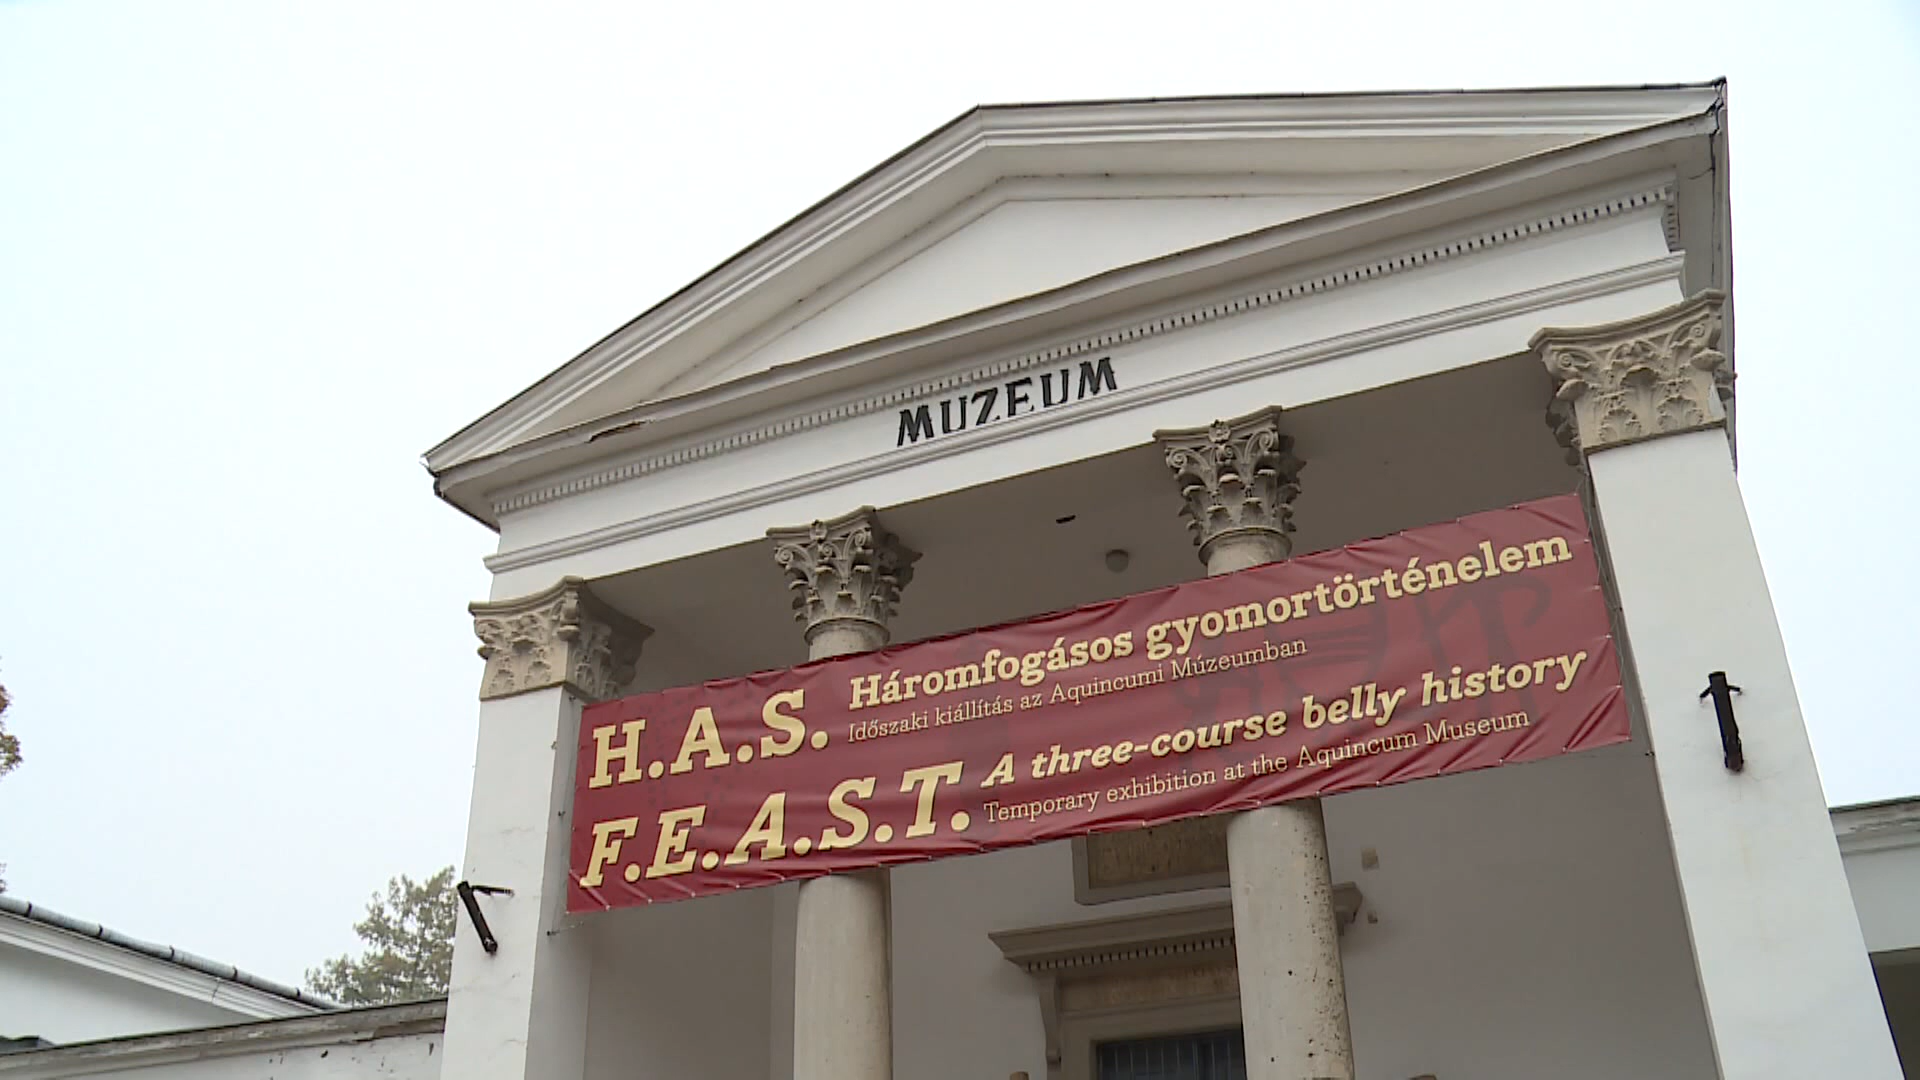 MUZEUM
H.A.S. Háromfogásos gyomortörténelem
Időszaki kiállítás az Aquincumi Múzeumban
F.E.A.S.T. A three-course belly history
Temporary exhibition at the Aquincum Museum